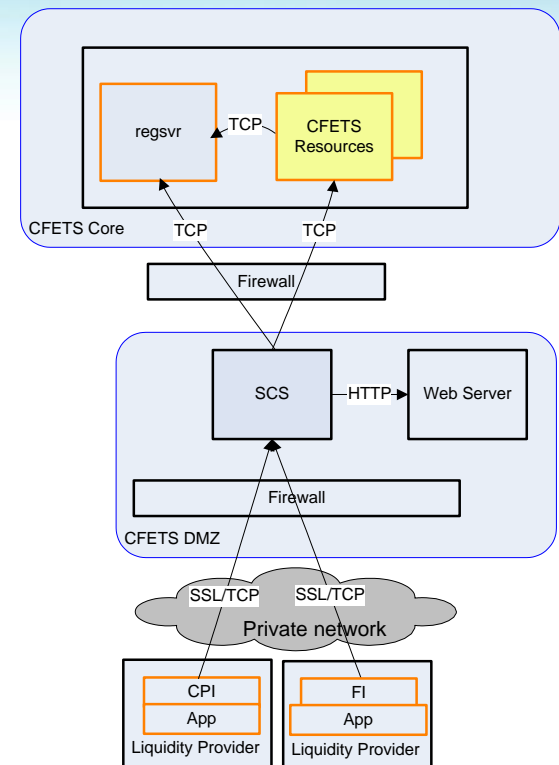 regsvr
TCP
CFETS
Resources
CFETS Core
TCP
TCP
Firewall
SCS
HTTP
Web Server
Firewall
CFETS DMZ
SSL/TCP
SSL/TCP
Private network
CPI
App
Liquidity Provider
FI
App
Liquidity Provider